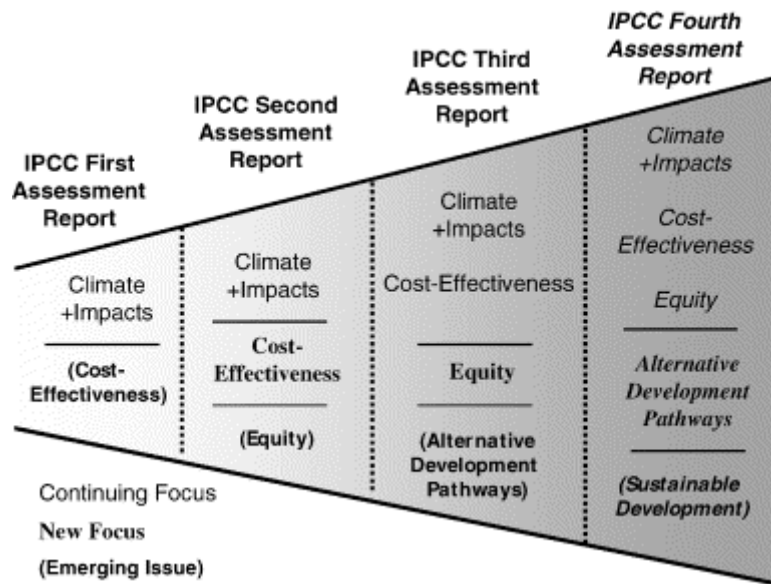 IPCC First
Assessment
Report
Climate
+Impacts
(Cost-
Effectiveness)
IPCC Second
Assessment
Report
Climate
+Impacts
Cost-
Effectiveness
(Equity)
IPCC Third
Assessment
Report
Climate
+Impacts
Cost-Effectiveness
Equity
(Alternative
Development
Pathways)
IPCC Fourth
Assessment
Report
Climate
+Impacts
Cost-
Effectiveness
Equity
Alternative
Development
Pathways
(Sustainable
Development)
Continuing Focus
New Focus
(Emerging Issue)